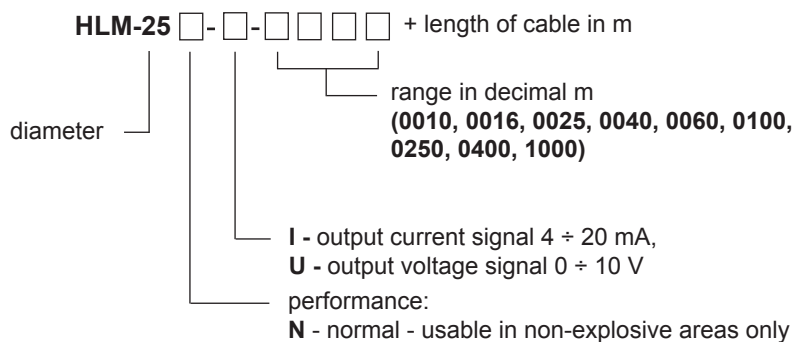 HLM-25 □ - □ - □ □ □ □ + length of cable in m
range in decimal m
(0010, 0016, 0025, 0040, 0060, 0100,
0250, 0400, 1000)
diameter
I - output current signal 4 ÷ 20 mA,
U - output voltage signal 0 ÷ 10 V
performance:
N - normal - usable in non-explosive areas only